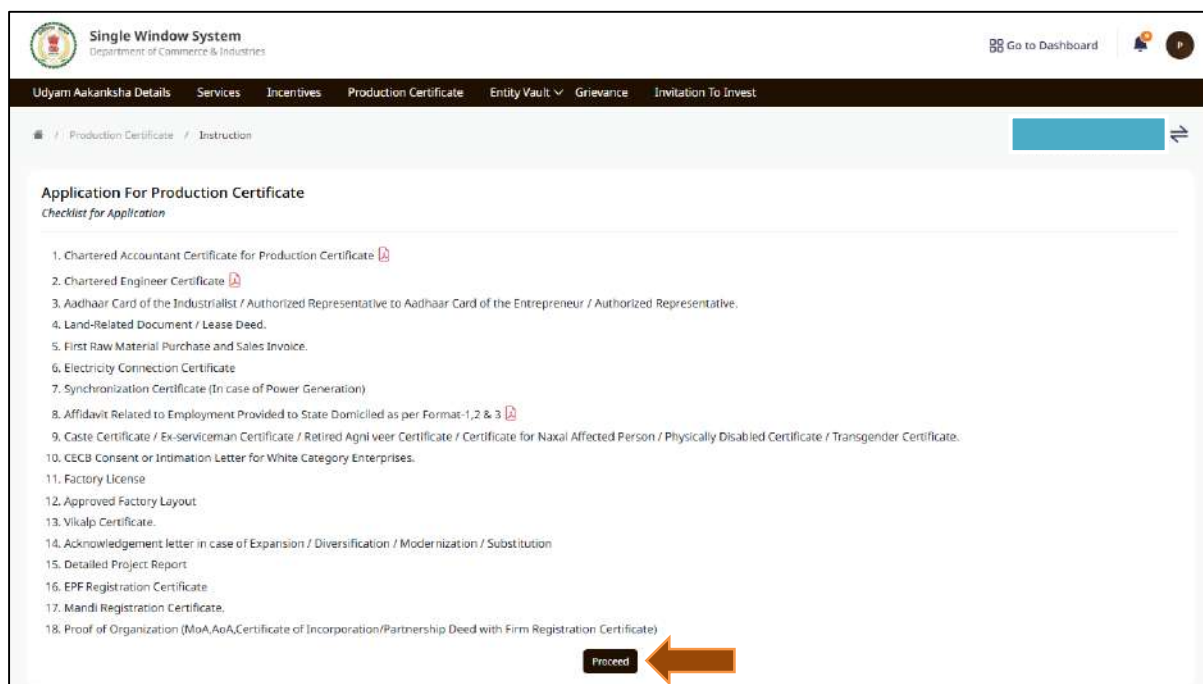 Single Window System
Department of Commerce & Industries
Go to Dashboard
P
Udyam Aakanksha Details Services Incentives Production Certificate Entity Vault Grievance Invitation To Invest
/ Production Certificate / Instruction
Application For Production Certificate
Checklist for Application
1. Chartered Accountant Certificate for Production Certificate
2. Chartered Engineer Certificate
3. Aadhaar Card of the Industrialist / Authorized Representative to Aadhaar Card of the Entrepreneur / Authorized Representative.
4. Land-Related Document / Lease Deed.
5. First Raw Material Purchase and Sales Invoice.
6. Electricity Connection Certificate
7. Synchronization Certificate (In case of Power Generation)
8. Affidavit Related to Employment Provided to State Domiciled as per Format-1,2 & 3
9. Caste Certificate / Ex-serviceman Certificate / Retired Agni veer Certificate / Certificate for Naxal Affected Person / Physically Disabled Certificate / Transgender Certificate.
10. CECB Consent or Intimation Letter for White Category Enterprises.
11. Factory License
12. Approved Factory Layout
13. Vikalp Certificate.
14. Acknowledgement letter in case of Expansion / Diversification / Modernization / Substitution
15. Detailed Project Report
16. EPF Registration Certificate
17. Mandi Registration Certificate.
18. Proof of Organization (MoA,AoA,Certificate of Incorporation/Partnership Deed with Firm Registration Certificate)
Proceed